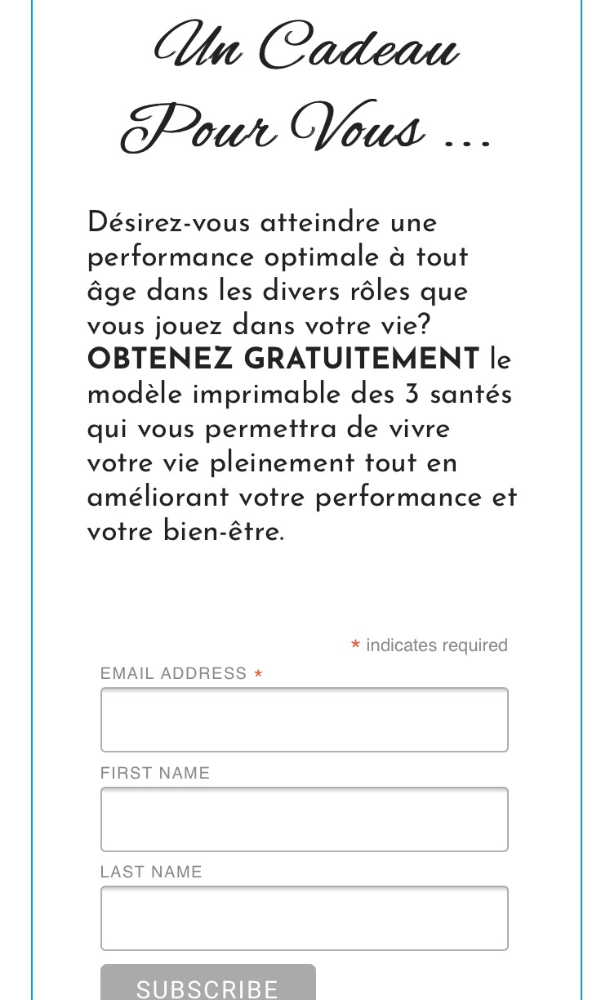 Un Cadeau
Pour Vous ...
Désirez-vous atteindre une
performance optimale à tout
âge dans les divers rôles que
vous jouez dans votre vie?
OBTENEZ GRATUITEMENT le
modèle imprimable des 3 santés
qui vous permettra de vivre
votre vie pleinement tout en
améliorant votre performance et
votre bien-être.
* indicates required
EMAIL ADDRESS *
FIRST NAME
LAST NAME
SUBSCRIBE